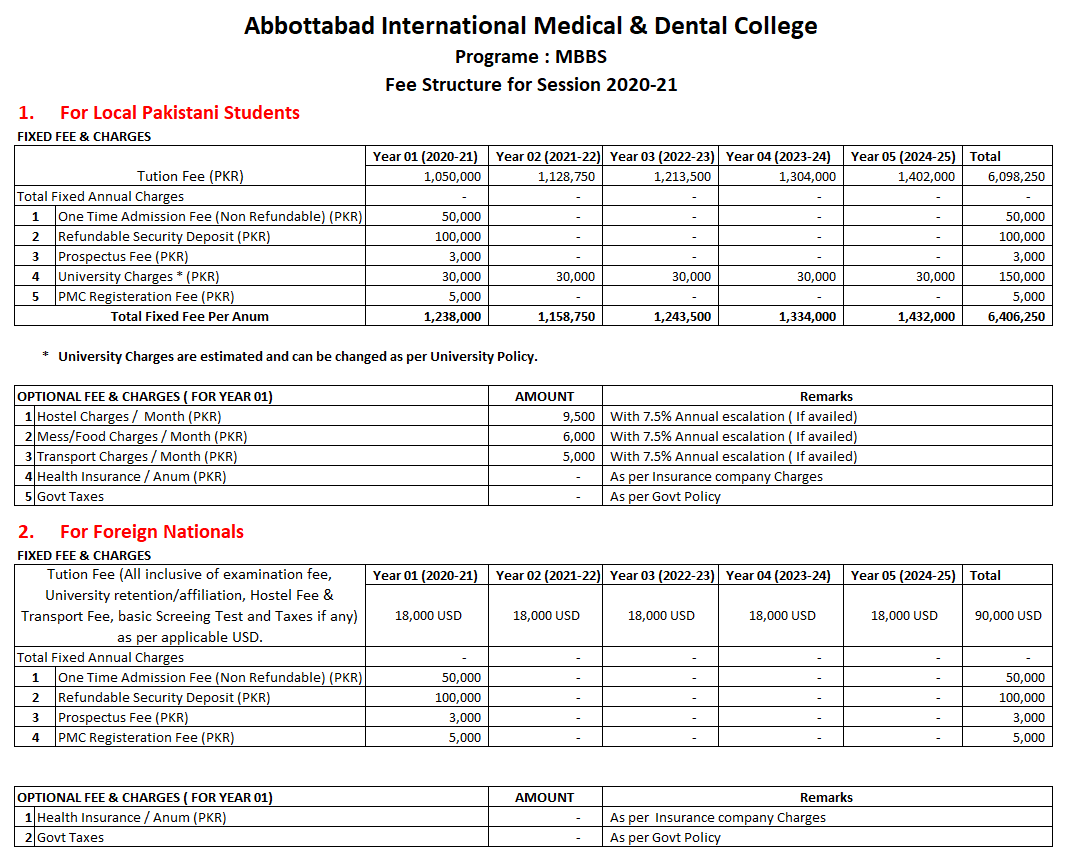 Abbottabad International Medical & Dental College
Programe : MBBS
Fee Structure for Session 2020-21
1. For Local Pakistani Students
FIXED FEE & CHARGES
Year 01 (2020-21) Year 02 (2021-22) Year 03 (2022-23) Year 04 (2023-24) Year 05 (2024-25) Total
Tution Fee (PKR) 1,050,000 1,128,750 1,213,500 1,304,000 1,402,000 6,098,250
Total Fixed Annual Charges - - - - - -
1 One Time Admission Fee (Non Refundable) (PKR) 50,000 - - - - 50,000
2 Refundable Security Deposit (PKR) 100,000 - - - - 100,000
3 Prospectus Fee (PKR) 3,000 - - - - 3,000
4 University Charges * (PKR) 30,000 30,000 30,000 30,000 30,000 150,000
5 PMC Registeration Fee (PKR) 5,000 - - - - 5,000
Total Fixed Fee Per Anum 1,238,000 1,158,750 1,243,500 1,334,000 1,432,000 6,406,250
* University Charges are estimated and can be changed as per University Policy.
OPTIONAL FEE & CHARGES ( FOR YEAR 01) AMOUNT Remarks
1 Hostel Charges / Month (PKR) 9,500 With 7.5% Annual escalation ( If availed)
2 Mess/Food Charges / Month (PKR) 6,000 With 7.5% Annual escalation ( If availed)
3 Transport Charges / Month (PKR) 5,000 With 7.5% Annual escalation ( If availed)
4 Health Insurance / Anum (PKR) - As per Insurance company Charges
5 Govt Taxes - As per Govt Policy
2. For Foreign Nationals
FIXED FEE & CHARGES
Year 01 (2020-21) Year 02 (2021-22) Year 03 (2022-23) Year 04 (2023-24) Year 05 (2024-25) Total
Tution Fee (All inclusive of examination fee,
University retention/affiliation, Hostel Fee &
Transport Fee, basic Screeing Test and Taxes if any)
as per applicable USD.
18,000 USD 18,000 USD 18,000 USD 18,000 USD 18,000 USD 90,000 USD
Total Fixed Annual Charges - - - - - -
1 One Time Admission Fee (Non Refundable) (PKR) 50,000 - - - - 50,000
2 Refundable Security Deposit (PKR) 100,000 - - - - 100,000
3 Prospectus Fee (PKR) 3,000 - - - - 3,000
4 PMC Registeration Fee (PKR) 5,000 - - - - 5,000
OPTIONAL FEE & CHARGES ( FOR YEAR 01) AMOUNT Remarks
1 Health Insurance / Anum (PKR) - As per Insurance company Charges
2 Govt Taxes - As per Govt Policy